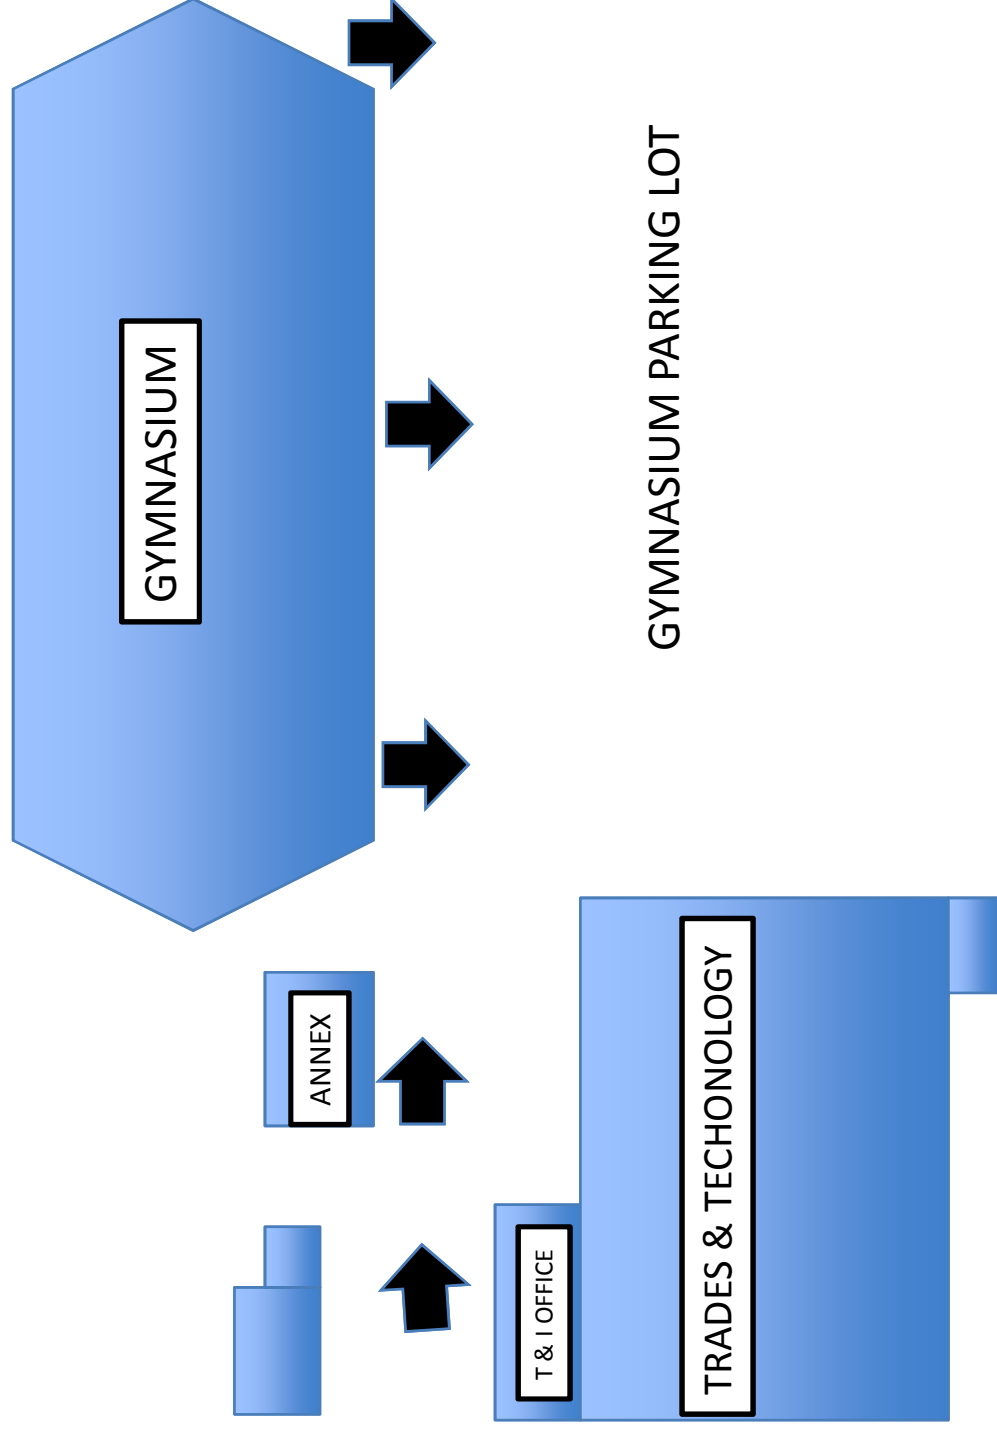 GYMNASIUM
GYMNASIUM PARKING LOT
ANNEX
T & I OFFICE
TRADES & TECHONOLOGY